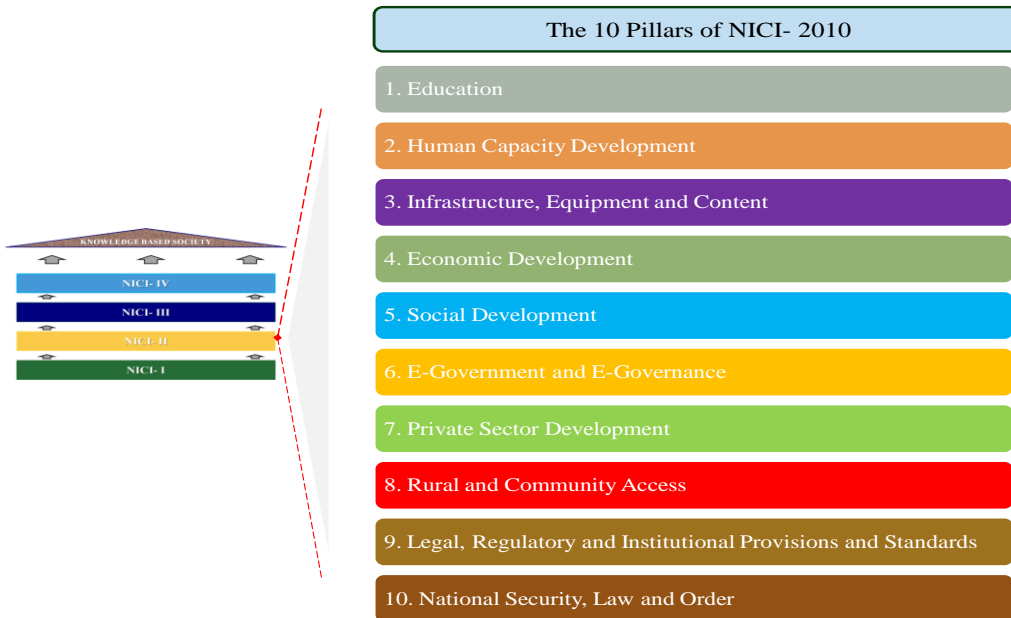 The 10 Pillars of NICI- 2010
1. Education
2. Human Capacity Development
3. Infrastructure, Equipment and Content
4. Economic Development
5. Social Development
6. E-Government and E-Governance
7. Private Sector Development
8. Rural and Community Access
9. Legal, Regulatory and Institutional Provisions and Standards
10. National Security, Law and Order
KNOWLEDGE BASED SOCIETY
NICI- IV
NICI- III
NICI- II
NICI- I